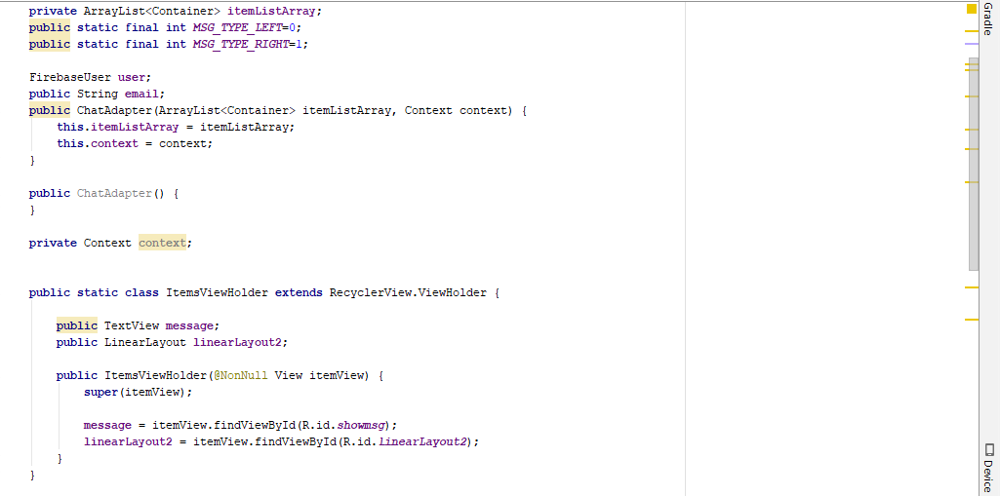 private ArrayList<Container> itemListArray;
public static final int MSG_TYPE_LEFT=0;
public static final int MSG_TYPE_RIGHT=1;
FirebaseUser user;
public String email;
public ChatAdapter(ArrayList<Container> itemListArray, Context context) {
this.itemListArray = itemListArray;
this.context = context;
}
public ChatAdapter() {
}
private Context context;
public static class ItemsViewHolder extends RecyclerView.ViewHolder {
public TextView message;
public LinearLayout linearLayout2;
public ItemsViewHolder(@NonNull View itemView) {
super(itemView);
message = itemView.findViewById(R.id.showmsg);
linearLayout2 = itemView.findViewById(R.id.linearLayout2);
}
}
Gradle
Device